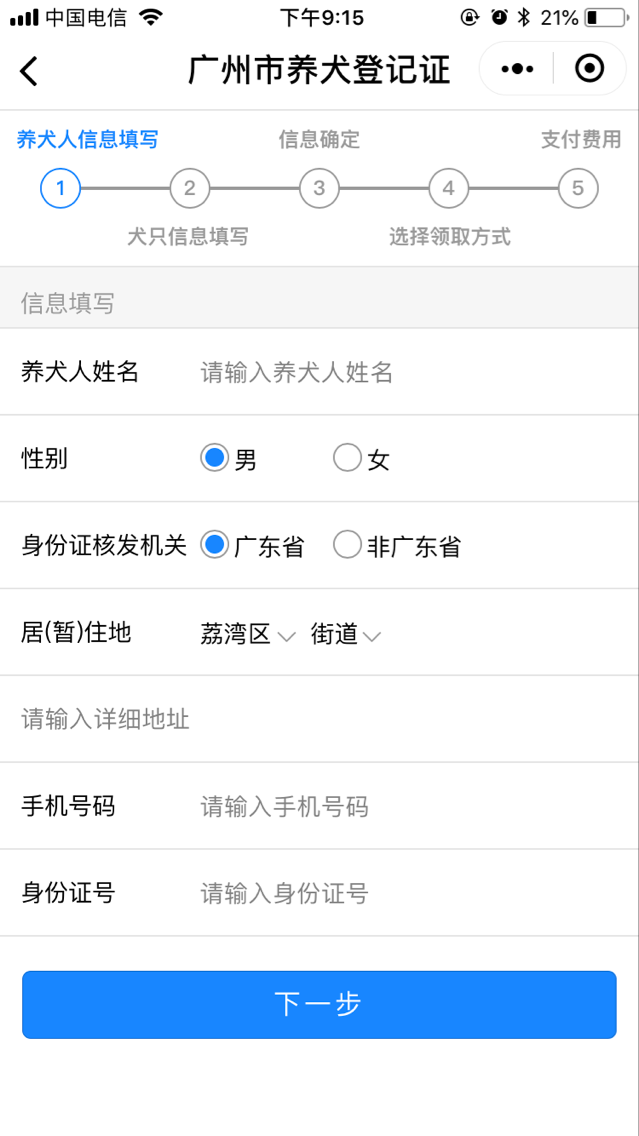 中国电信 下午9:15 21%
广州市养犬登记证
养犬人信息填写 信息确定 支付费用
1 2 3 4 5
犬只信息填写 选择领取方式
信息填写
养犬人姓名 请输入养犬人姓名
性别 男 女
身份证核发机关 广东省 非广东省
居(暂)住地 荔湾区 街道
请输入详细地址
手机号码 请输入手机号码
身份证号 请输入身份证号
下一步